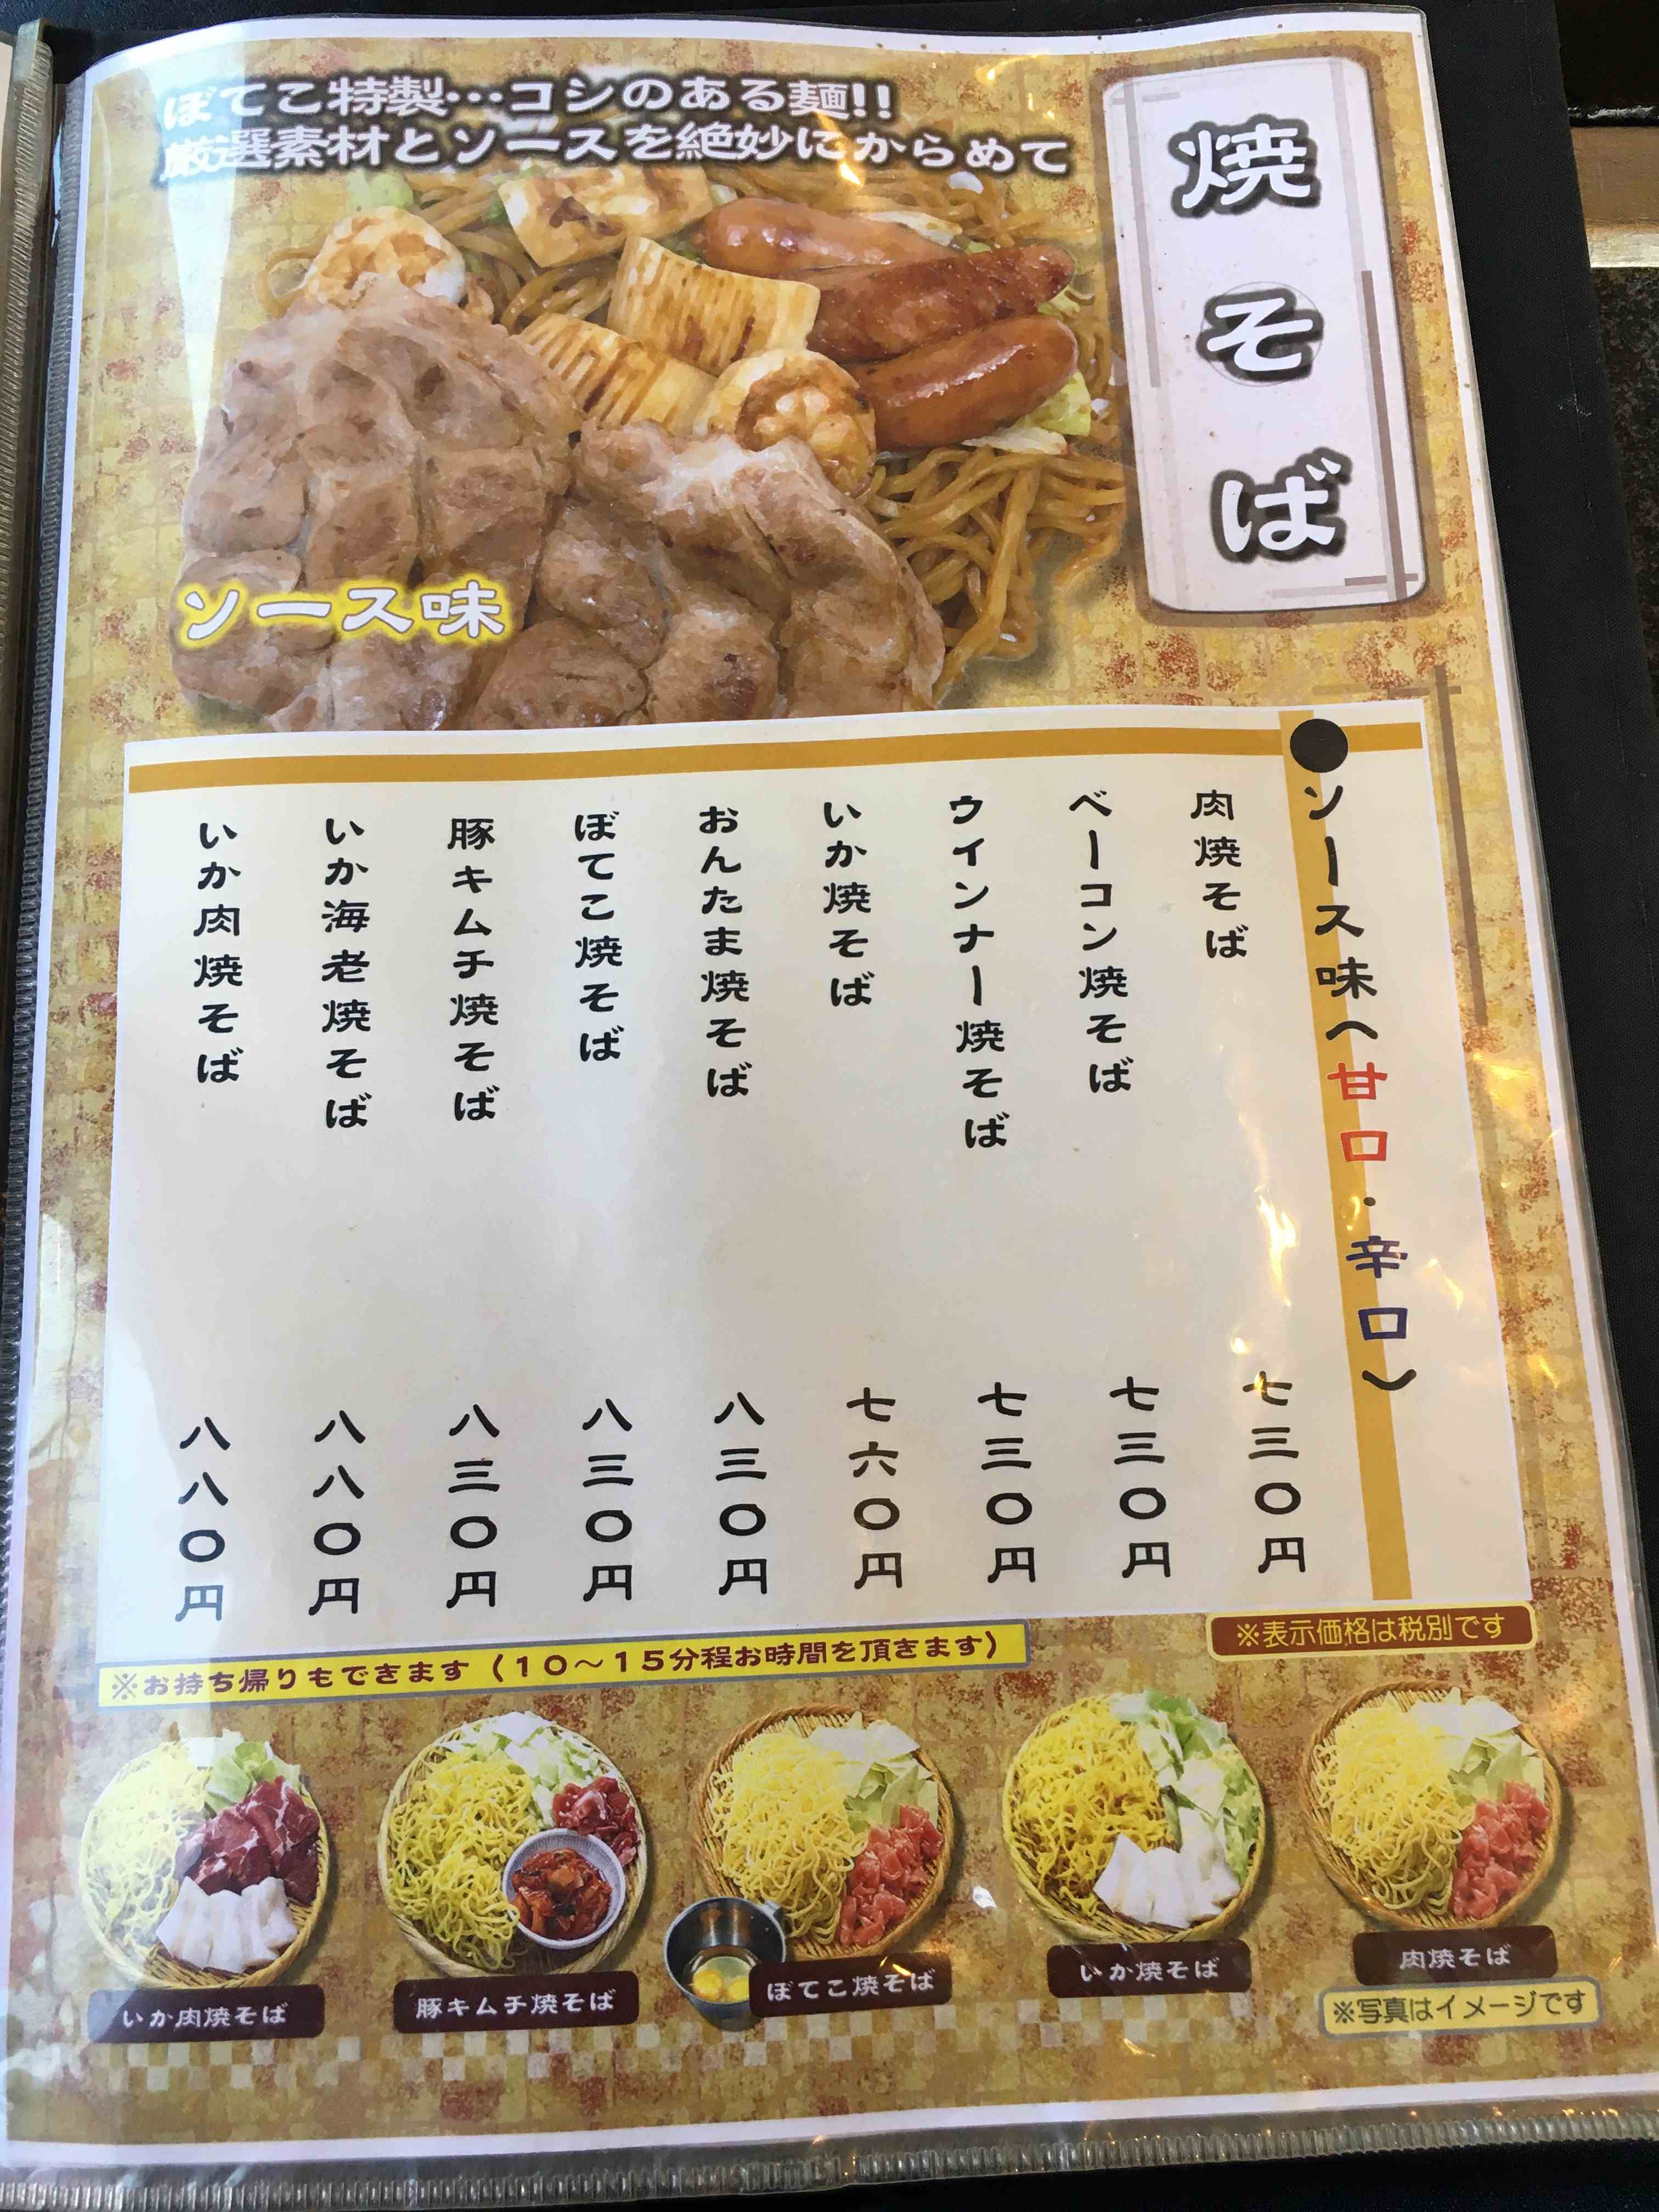 ぼてこ特製…コシのある麺!!
厳選素材とソースを絶妙にからめて
焼そば
ソース味
●ソース味(甘口・辛口)
肉焼そば 七三〇円
ベーコン焼そば 七三〇円
ウインナー焼そば 七三〇円
いか焼そば 七六〇円
おんたま焼そば 八三〇円
ぼてこ焼そば 八三〇円
豚キムチ焼そば 八三〇円
いか海老焼そば 八八〇円
いか肉焼そば 八八〇円
※表示価格は税別です
※お持ち帰りもできます(10〜15分程お時間を頂きます)
いか肉焼そば
豚キムチ焼そば
ぼてこ焼そば
いか焼そば
肉焼そば
※写真はイメージです